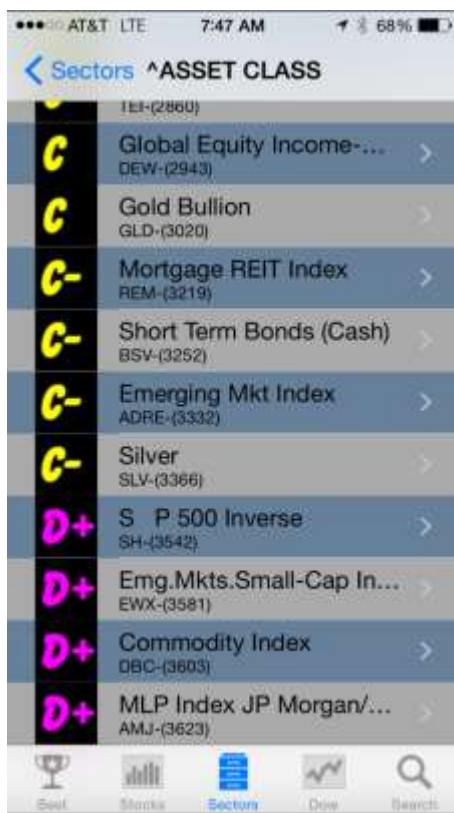 AT&T LTE 7:47 AM 68%
Sectors ^ASSET CLASS
TEI-(2860)
C Global Equity Income-...
DEW-(2943)
C Gold Bullion
GLD-(3020)
C- Mortgage REIT Index
REM-(3219)
C- Short Term Bonds (Cash)
BSV-(3252)
C- Emerging Mkt Index
ADRE-(3332)
C- Silver
SLV-(3366)
D+ S P 500 Inverse
SH-(3542)
D+ Emg.Mkts.Small-Cap In...
EWX-(3581)
D+ Commodity Index
DBC-(3603)
D+ MLP Index JP Morgan/...
AMJ-(3623)
Best Stocks Sectors Dow Search